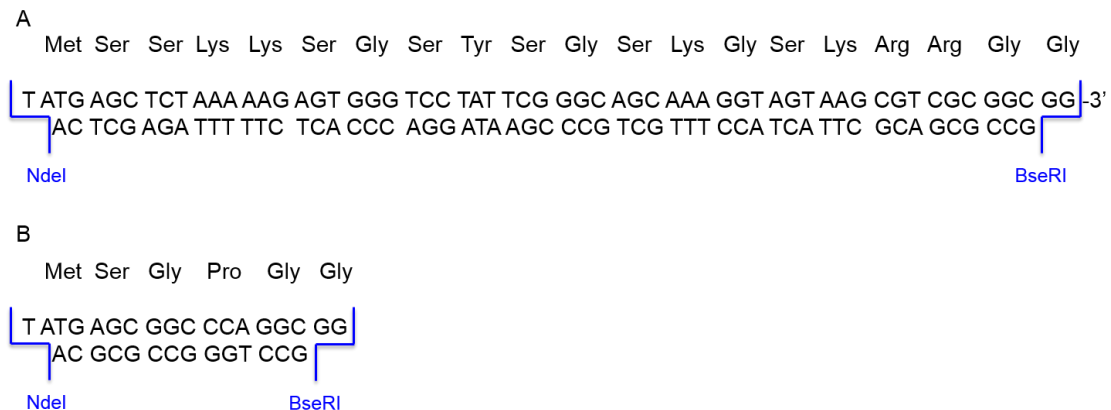 A
Met Ser Ser Lys Lys Ser Gly Ser Tyr Ser Gly Ser Lys Gly Ser Lys Arg Arg Gly Gly
T ATG AGC TCT AAA AAG AGT GGG TCC TAT TCG GGC AGC AAA GGT AGT AAG CGT CGC GGC GG-3’
AC TCG AGA TTT TTC TCA CCC AGG ATA AGC CCG TCG TTT CCA TCA TTC GCA GCG CCG
NdeI BseRI
B
Met Ser Gly Pro Gly Gly
T ATG AGC GGC CCA GGC GG
AC GCG CCG GGT CCG
NdeI BseRI